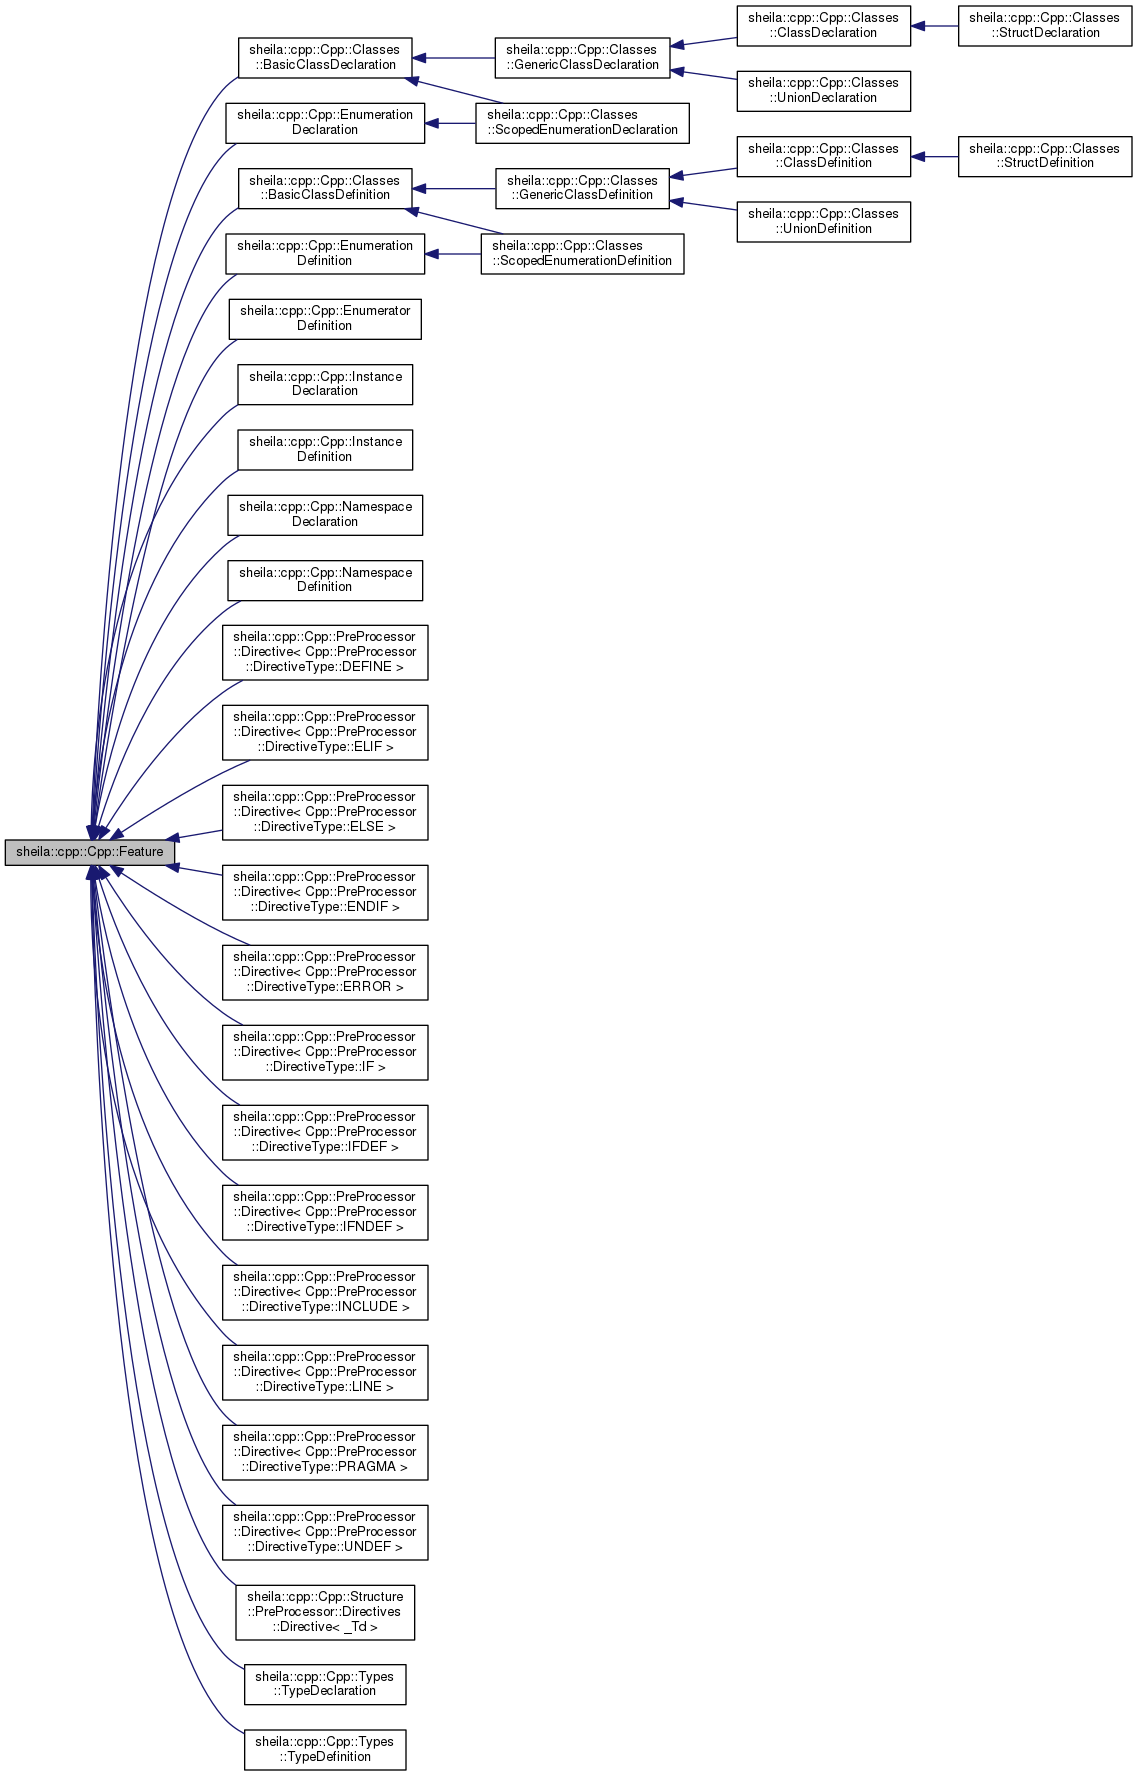 sheila::cpp::Cpp::Feature
sheila::cpp::Cpp::Classes
::BasicClassDeclaration
sheila::cpp::Cpp::Classes
::GenericClassDeclaration
sheila::cpp::Cpp::Classes
::ClassDeclaration
sheila::cpp::Cpp::Classes
::StructDeclaration
sheila::cpp::Cpp::Classes
::UnionDeclaration
sheila::cpp::Cpp::Enumeration
Declaration
sheila::cpp::Cpp::Classes
::ScopedEnumerationDeclaration
sheila::cpp::Cpp::Classes
::BasicClassDefinition
sheila::cpp::Cpp::Classes
::GenericClassDefinition
sheila::cpp::Cpp::Classes
::ClassDefinition
sheila::cpp::Cpp::Classes
::StructDefinition
sheila::cpp::Cpp::Classes
::UnionDefinition
sheila::cpp::Cpp::Enumeration
Definition
sheila::cpp::Cpp::Classes
::ScopedEnumerationDefinition
sheila::cpp::Cpp::Enumerator
Definition
sheila::cpp::Cpp::Instance
Declaration
sheila::cpp::Cpp::Instance
Definition
sheila::cpp::Cpp::Namespace
Declaration
sheila::cpp::Cpp::Namespace
Definition
sheila::cpp::Cpp::PreProcessor
::Directive< Cpp::PreProcessor
::DirectiveType::DEFINE >
sheila::cpp::Cpp::PreProcessor
::Directive< Cpp::PreProcessor
::DirectiveType::ELIF >
sheila::cpp::Cpp::PreProcessor
::Directive< Cpp::PreProcessor
::DirectiveType::ELSE >
sheila::cpp::Cpp::PreProcessor
::Directive< Cpp::PreProcessor
::DirectiveType::ENDIF >
sheila::cpp::Cpp::PreProcessor
::Directive< Cpp::PreProcessor
::DirectiveType::ERROR >
sheila::cpp::Cpp::PreProcessor
::Directive< Cpp::PreProcessor
::DirectiveType::IF >
sheila::cpp::Cpp::PreProcessor
::Directive< Cpp::PreProcessor
::DirectiveType::IFDEF >
sheila::cpp::Cpp::PreProcessor
::Directive< Cpp::PreProcessor
::DirectiveType::IFNDEF >
sheila::cpp::Cpp::PreProcessor
::Directive< Cpp::PreProcessor
::DirectiveType::INCLUDE >
sheila::cpp::Cpp::PreProcessor
::Directive< Cpp::PreProcessor
::DirectiveType::LINE >
sheila::cpp::Cpp::PreProcessor
::Directive< Cpp::PreProcessor
::DirectiveType::PRAGMA >
sheila::cpp::Cpp::PreProcessor
::Directive< Cpp::PreProcessor
::DirectiveType::UNDEF >
sheila::cpp::Cpp::Structure
::PreProcessor::Directives
::Directive< _Td >
sheila::cpp::Cpp::Types
::TypeDeclaration
sheila::cpp::Cpp::Types
::TypeDefinition